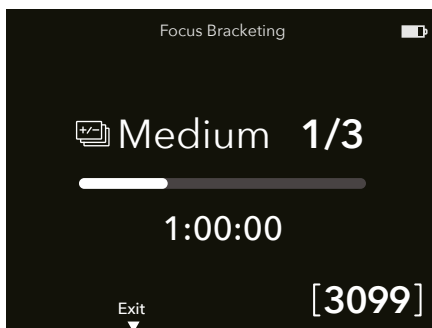 Focus Bracketing
+/- Medium 1/3
1:00:00
Exit
[3099]